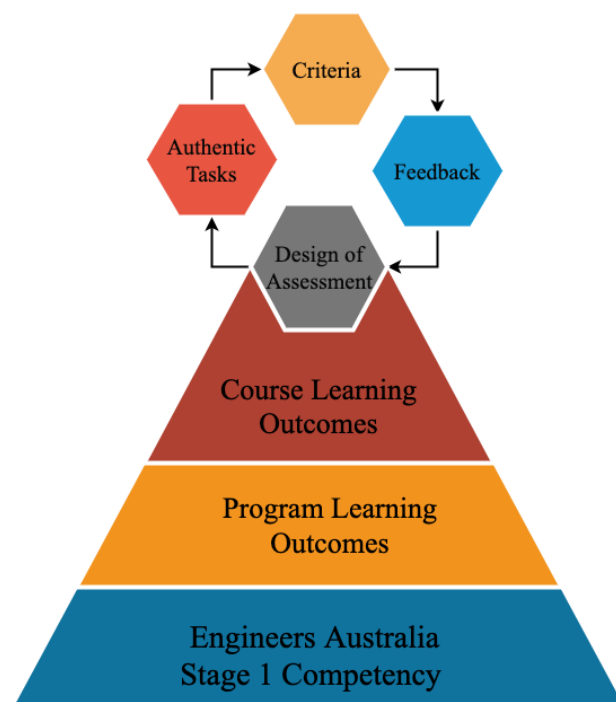 Criteria
Authentic
Tasks
Feedback
Design of
Assessment
Course Learning
Outcomes
Program Learning
Outcomes
Engineers Australia
Stage 1 Competency